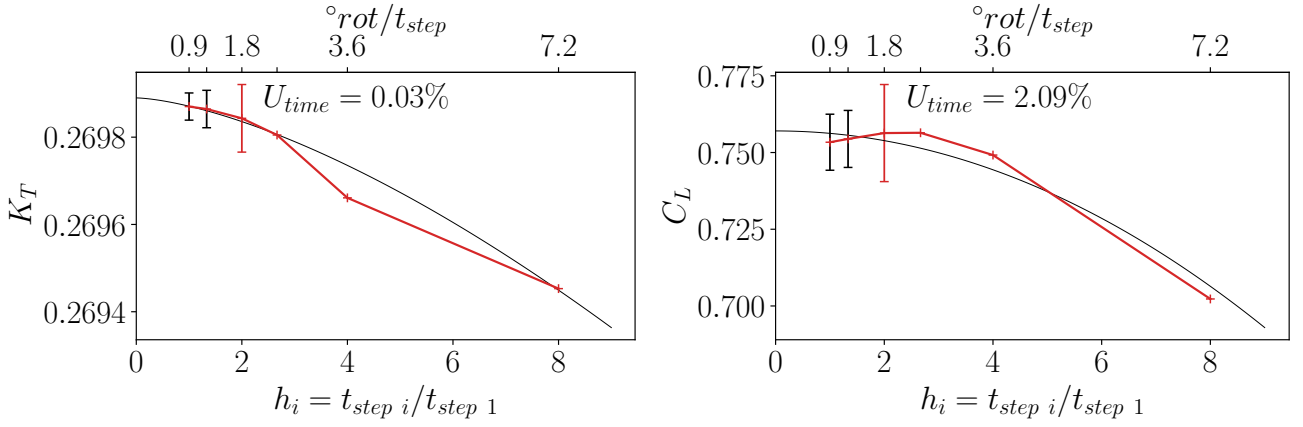 °rot/t_step
0.9 1.8 3.6 7.2
U_time = 0.03%
0.2698
0.2696
0.2694
K_T
0 2 4 6 8
h_i = t_step i/t_step 1
°rot/t_step
0.9 1.8 3.6 7.2
U_time = 2.09%
0.775
0.750
0.725
0.700
C_L
0 2 4 6 8
h_i = t_step i/t_step 1